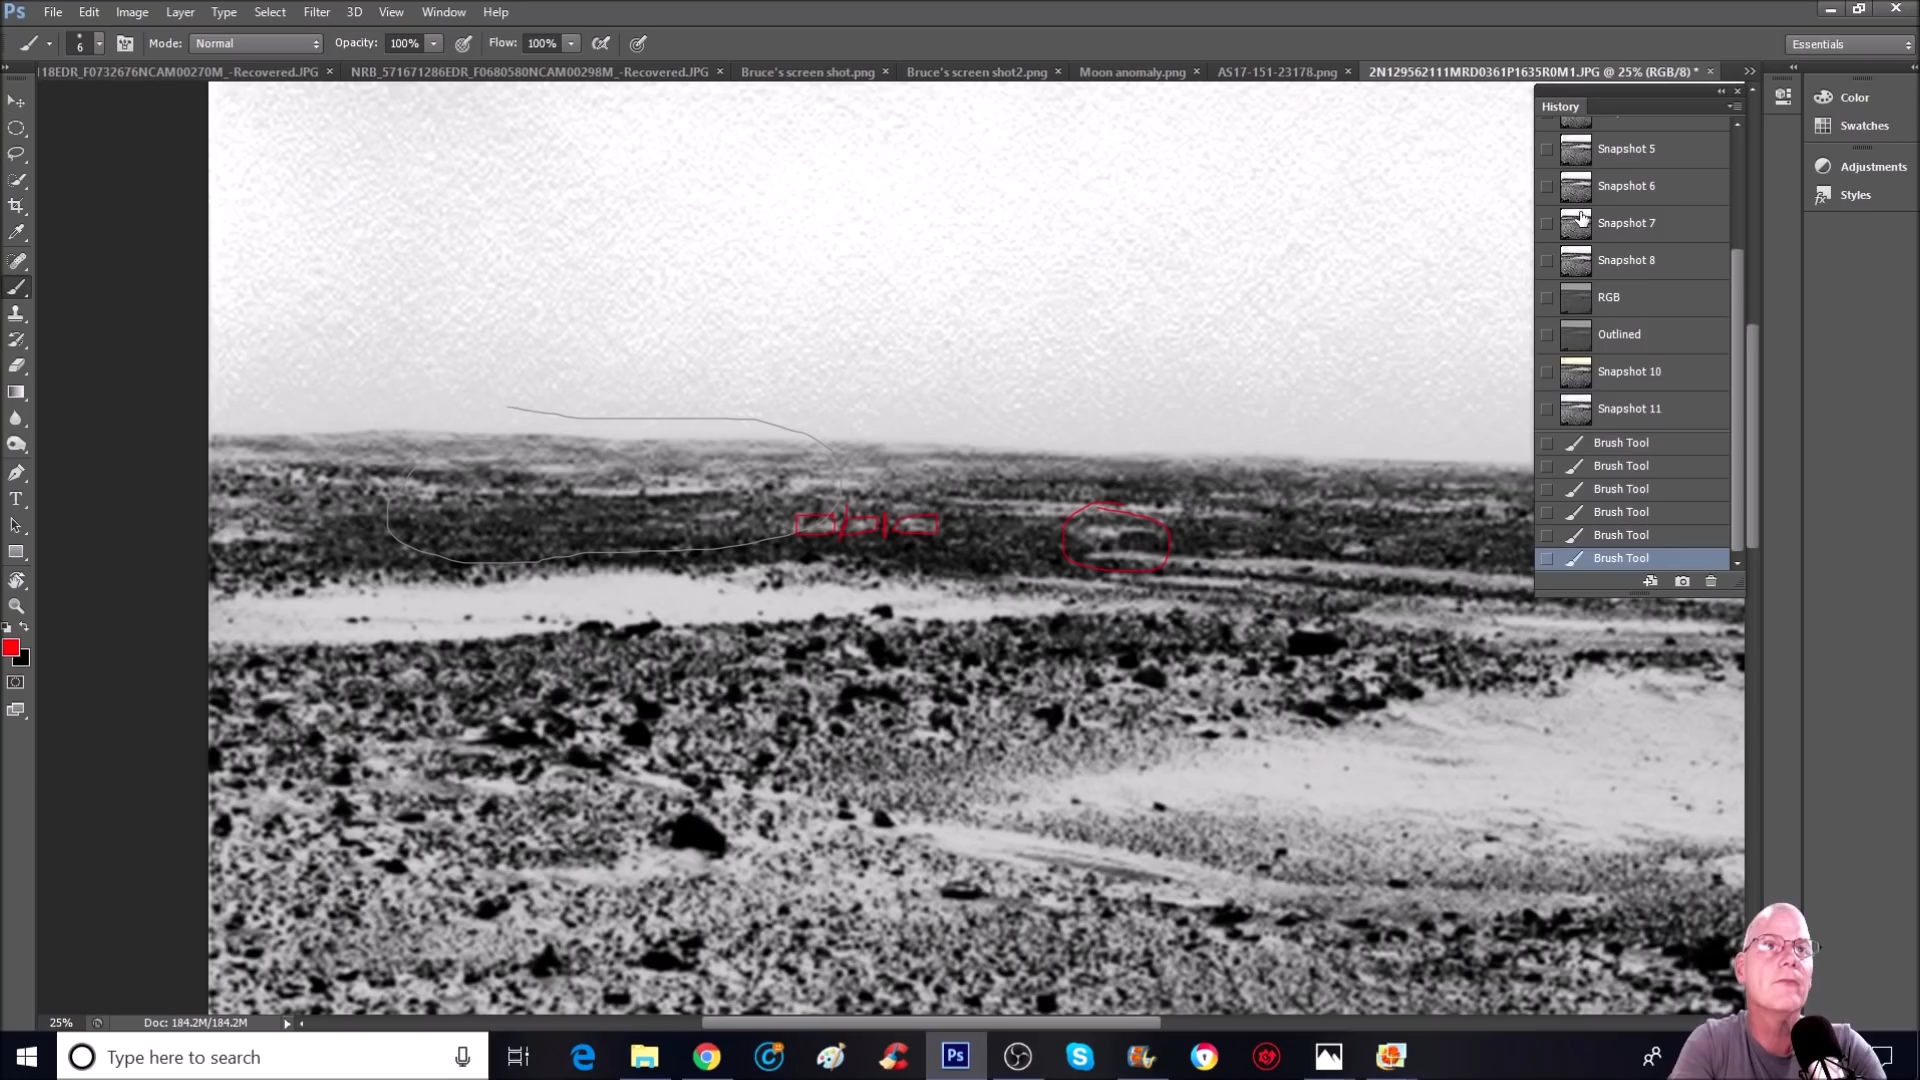 Ps File Edit Image Layer Type Select Filter 3D View Window Help
6 Mode: Normal Opacity: 100% Flow: 100% Essentials
118EDR_F0732676NCAM00270M_-Recovered.JPG × NRB_571671286EDR_F0680580NCAM00298M_-Recovered.JPG × Bruce's screen shot.png × Bruce's screen shot2.png × Moon anomaly.png × AS17-151-23178.png × 2N129562111MRD0361P1635R0M1.JPG @ 25% (RGB/8) * ×
History
Snapshot 5
Snapshot 6
Snapshot 7
Snapshot 8
RGB
Outlined
Snapshot 10
Snapshot 11
Brush Tool
Brush Tool
Brush Tool
Brush Tool
Brush Tool
Brush Tool
Color
Swatches
Adjustments
Styles
25% Doc: 184.2M/184.2M
Type here to search
Ps